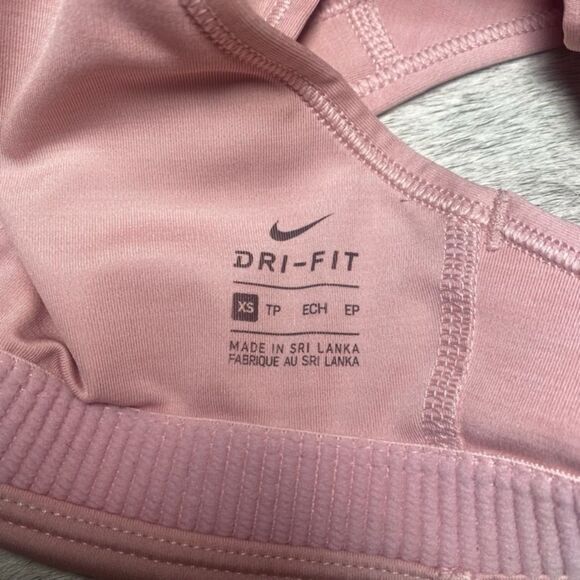 DRI-FIT
XS TP ECH EP
MADE IN SRI LANKA
FABRIQUE AU SRI LANKA